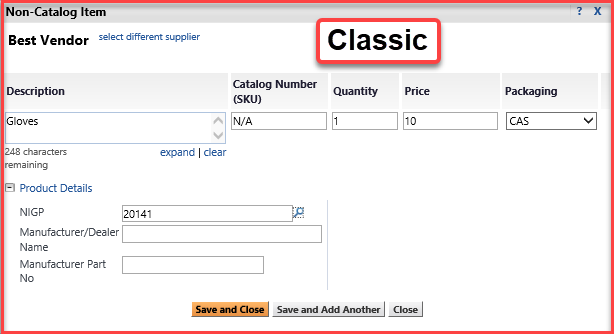 Non-Catalog Item ? X
Best Vendor select different supplier
Classic
Description Catalog Number (SKU) Quantity Price Packaging
Gloves N/A 1 10 CAS
248 characters remaining expand | clear
Product Details
NIGP 20141
Manufacturer/Dealer Name
Manufacturer Part No
Save and Close Save and Add Another Close